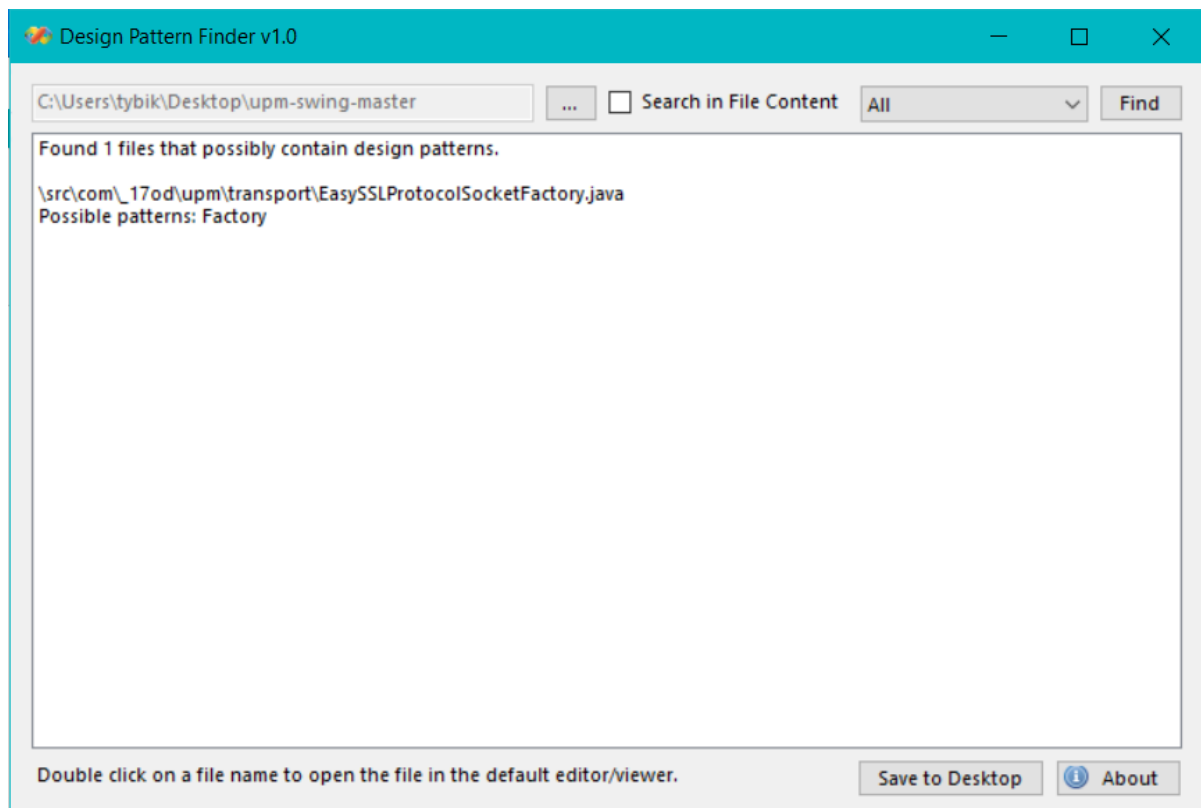 Design Pattern Finder v1.0
C:\Users\tybik\Desktop\upm-swing-master ... Search in File Content All Find
Found 1 files that possibly contain design patterns.
\src\com\_17od\upm\transport\EasySSLProtocolSocketFactory.java
Possible patterns: Factory
Double click on a file name to open the file in the default editor/viewer. Save to Desktop About